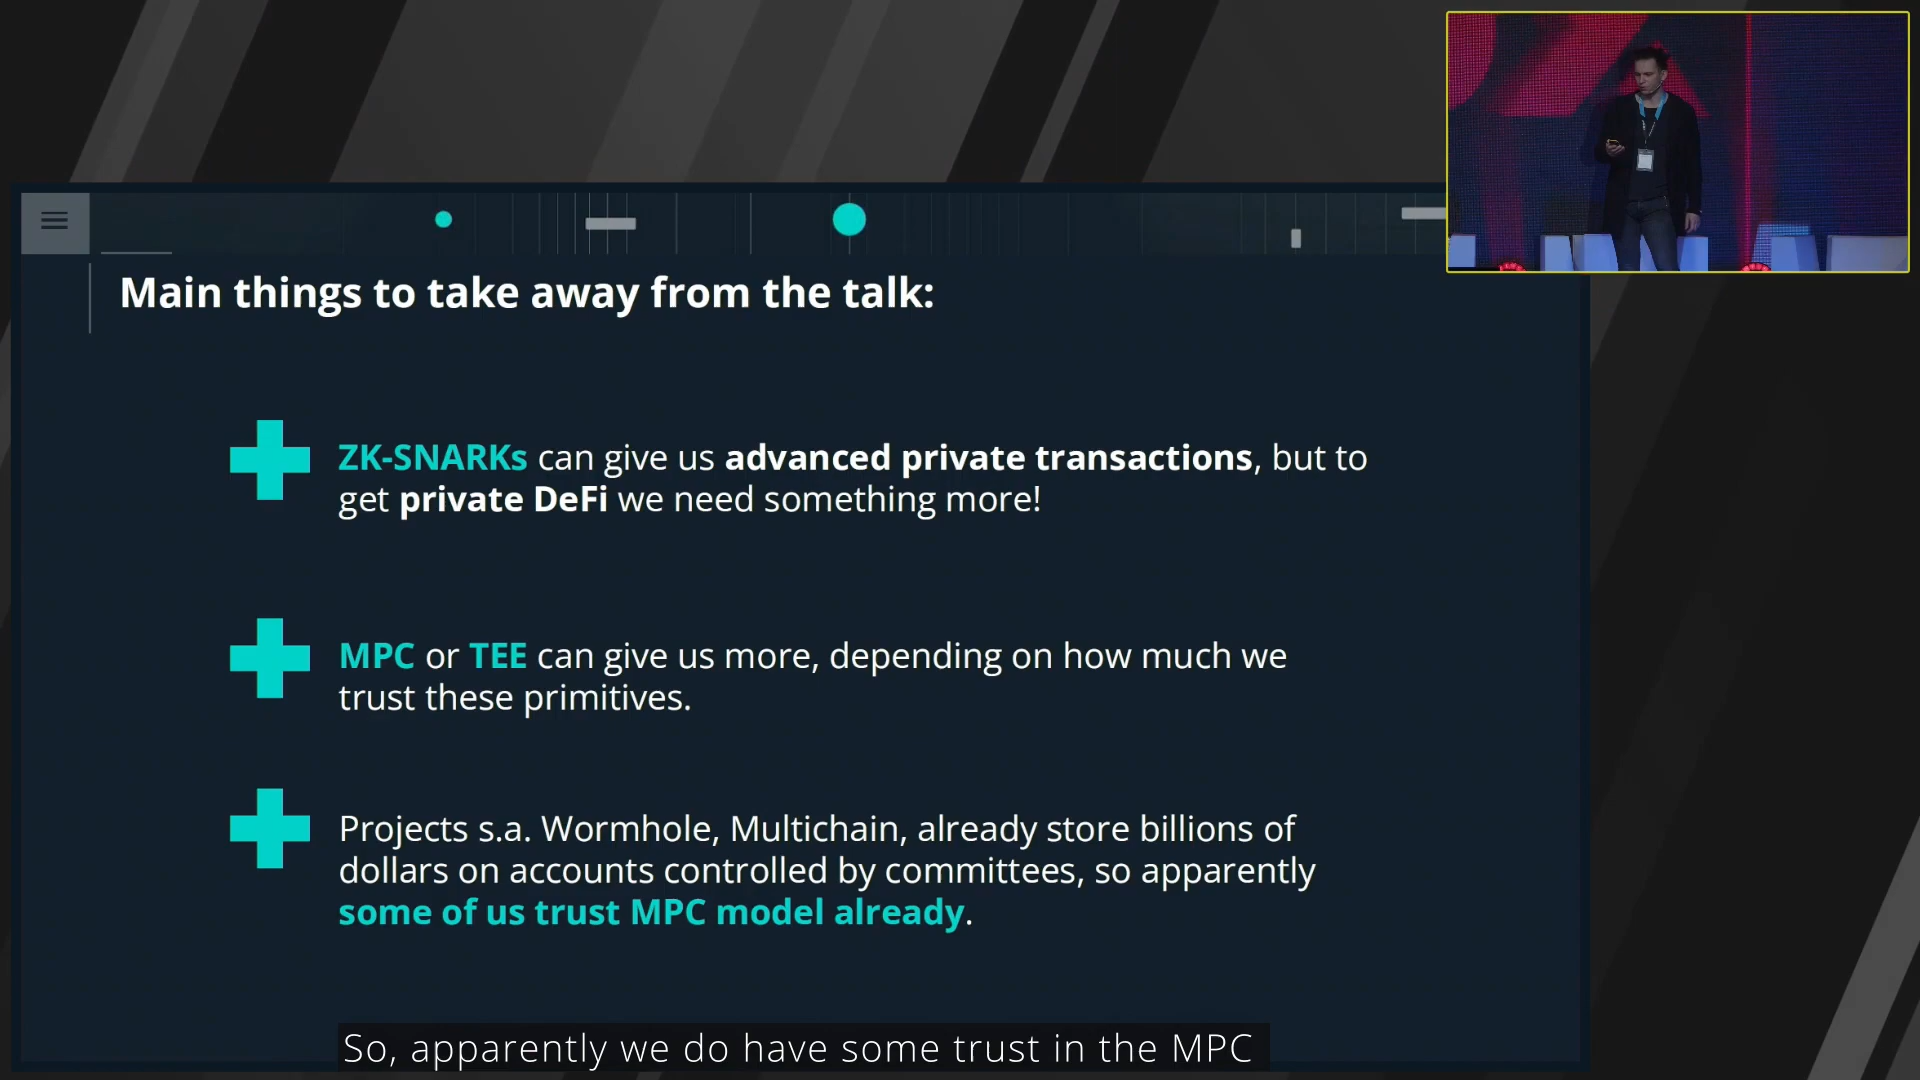 Main things to take away from the talk:
ZK-SNARKs can give us advanced private transactions, but to
get private DeFi we need something more!
MPC or TEE can give us more, depending on how much we
trust these primitives.
Projects s.a. Wormhole, Multichain, already store billions of
dollars on accounts controlled by committees, so apparently
some of us trust MPC model already.
So, apparently we do have some trust in the MPC